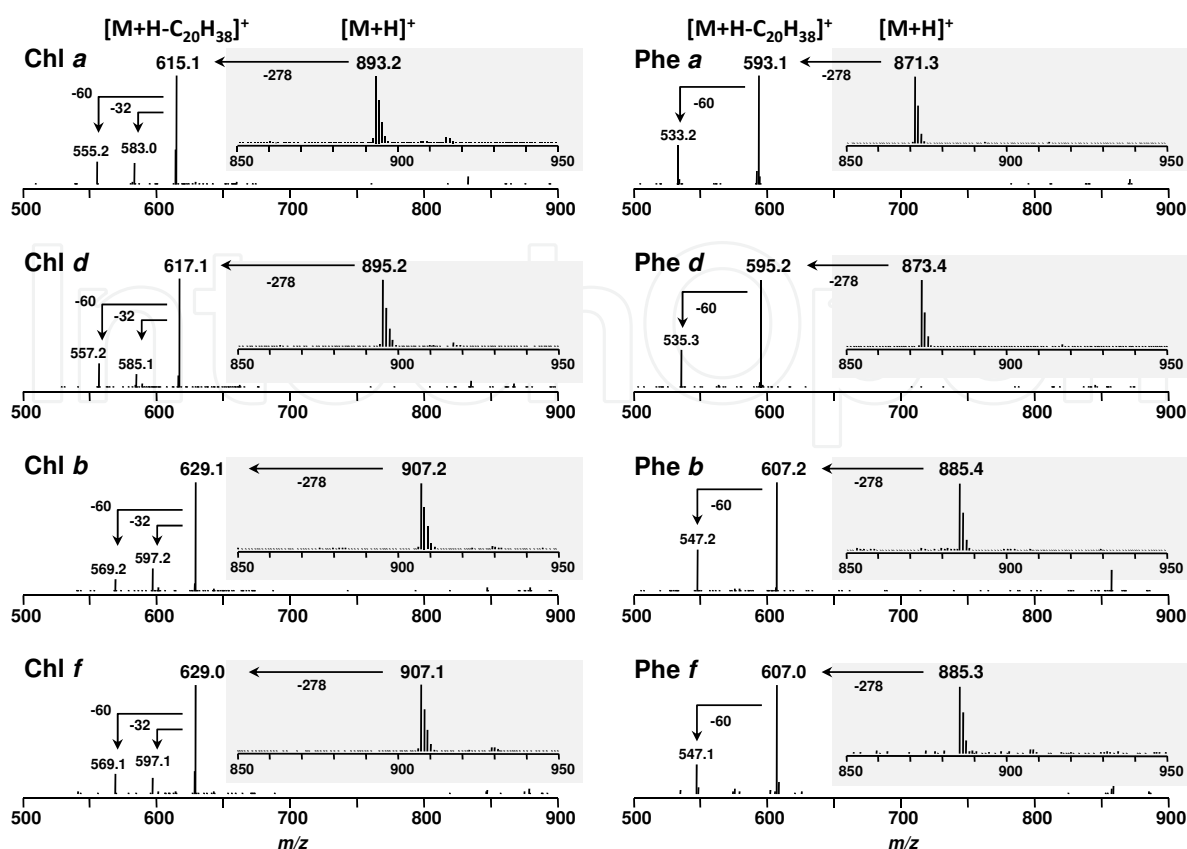 [M+H-C20H38]+ [M+H]+
Chl a 615.1 893.2
-278
-60
-32
555.2 583.0
850 900 950
500 600 700 800 900
Chl d 617.1 895.2
-278
-60
-32
557.2 585.1
850 900 950
500 600 700 800 900
Chl b 629.1 907.2
-278
-60
-32
569.2 597.2
850 900 950
500 600 700 800 900
Chl f 629.0 907.1
-278
-60
-32
569.1 597.1
850 900 950
500 600 700 800 900
m/z
[M+H-C20H38]+ [M+H]+
Phe a 593.1 871.3
-278
-60
533.2
850 900 950
500 600 700 800 900
Phe d 595.2 873.4
-278
-60
535.3
850 900 950
500 600 700 800 900
Phe b 607.2 885.4
-278
-60
547.2
850 900 950
500 600 700 800 900
Phe f 607.0 885.3
-278
-60
547.1
850 900 950
500 600 700 800 900
m/z
IntechOpen